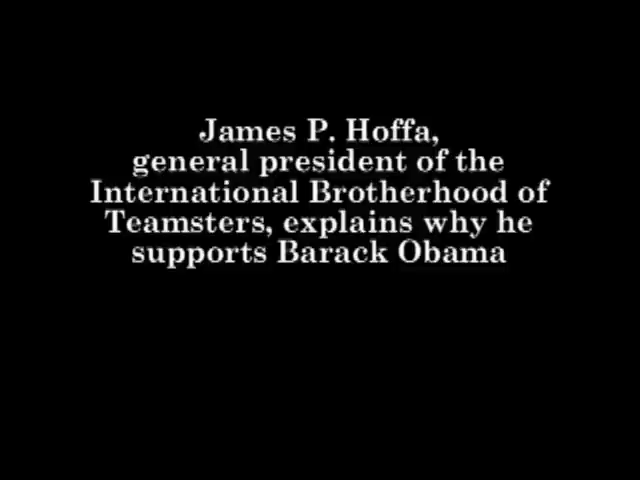 James P. Hoffa,
general president of the
International Brotherhood of
Teamsters, explains why he
supports Barack Obama